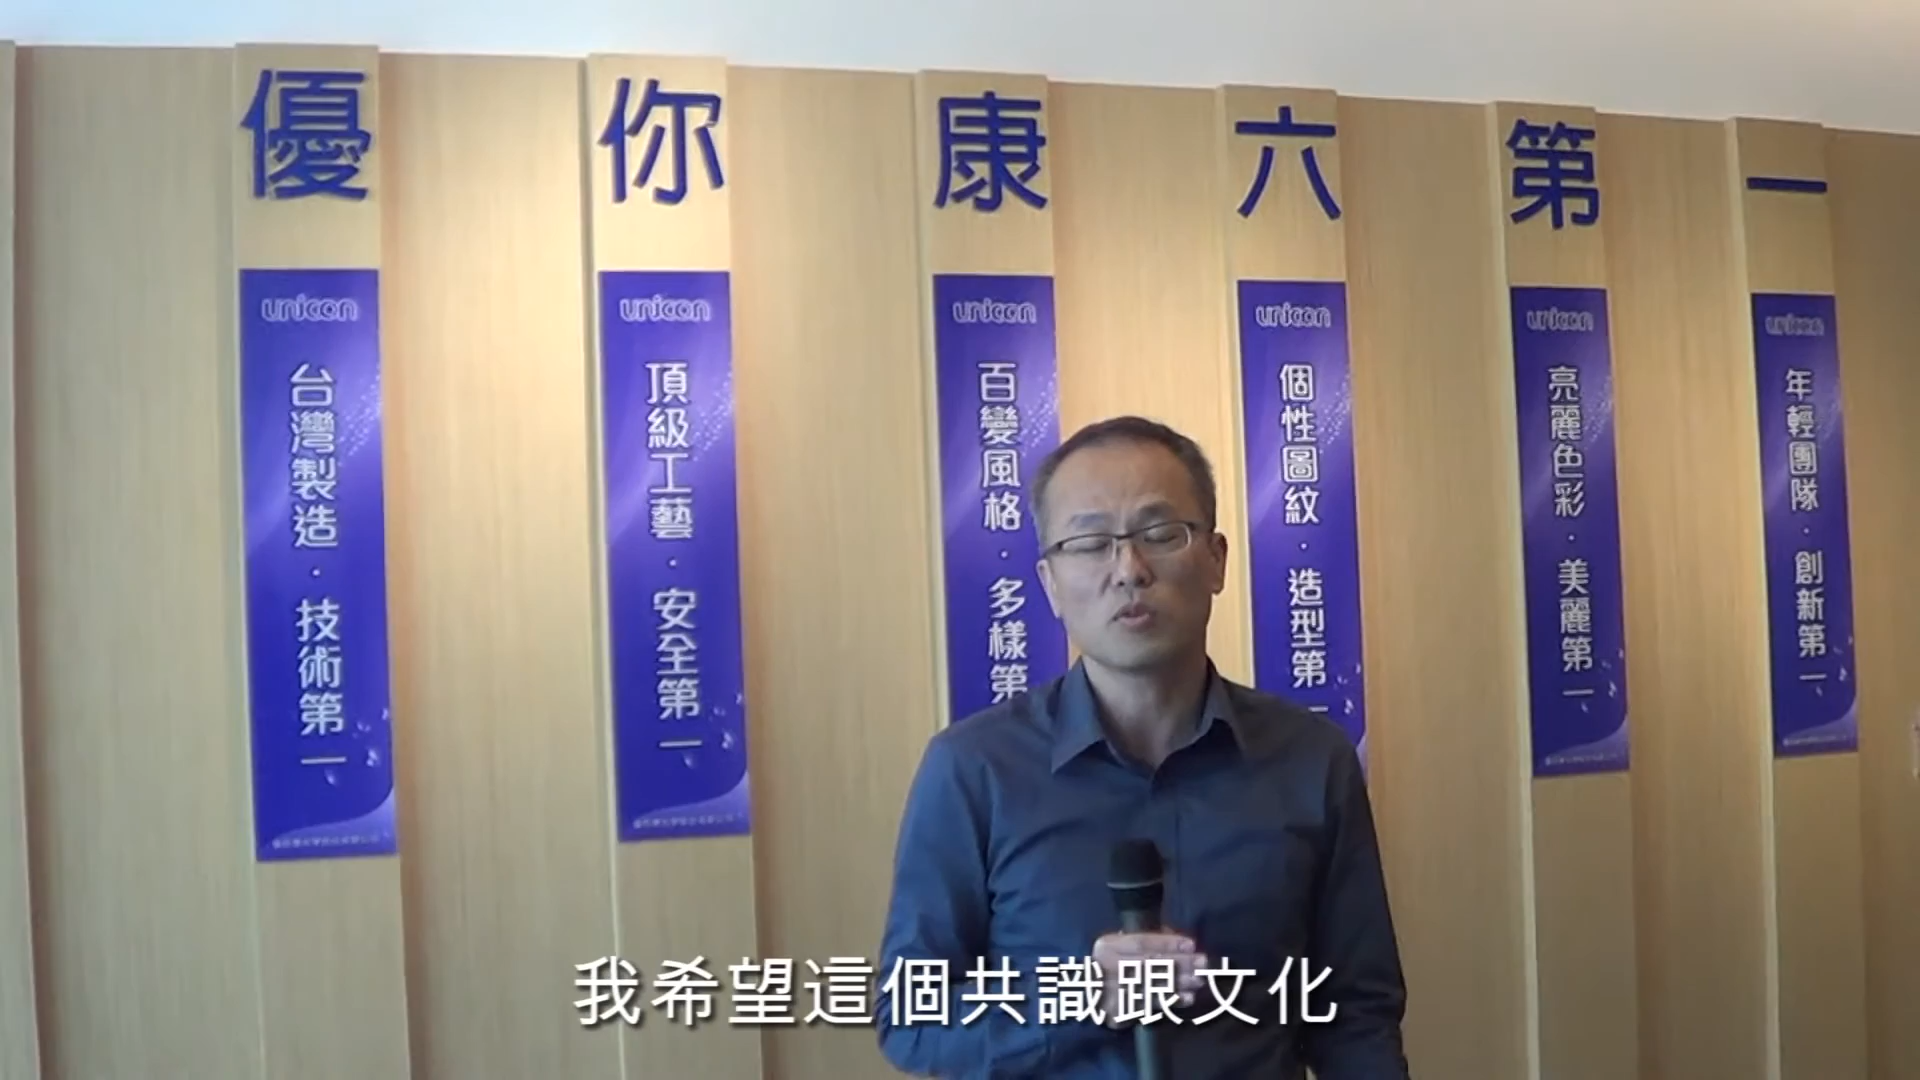 優你康六第一
unicon
台灣製造·技術第一
unicon
頂級工藝·安全第一
unicon
百變風格·多樣第
unicon
個性圖紋·造型第一
unicon
亮麗色彩·美麗第一
unicon
年輕團隊·創新第一
我希望這個共識跟文化